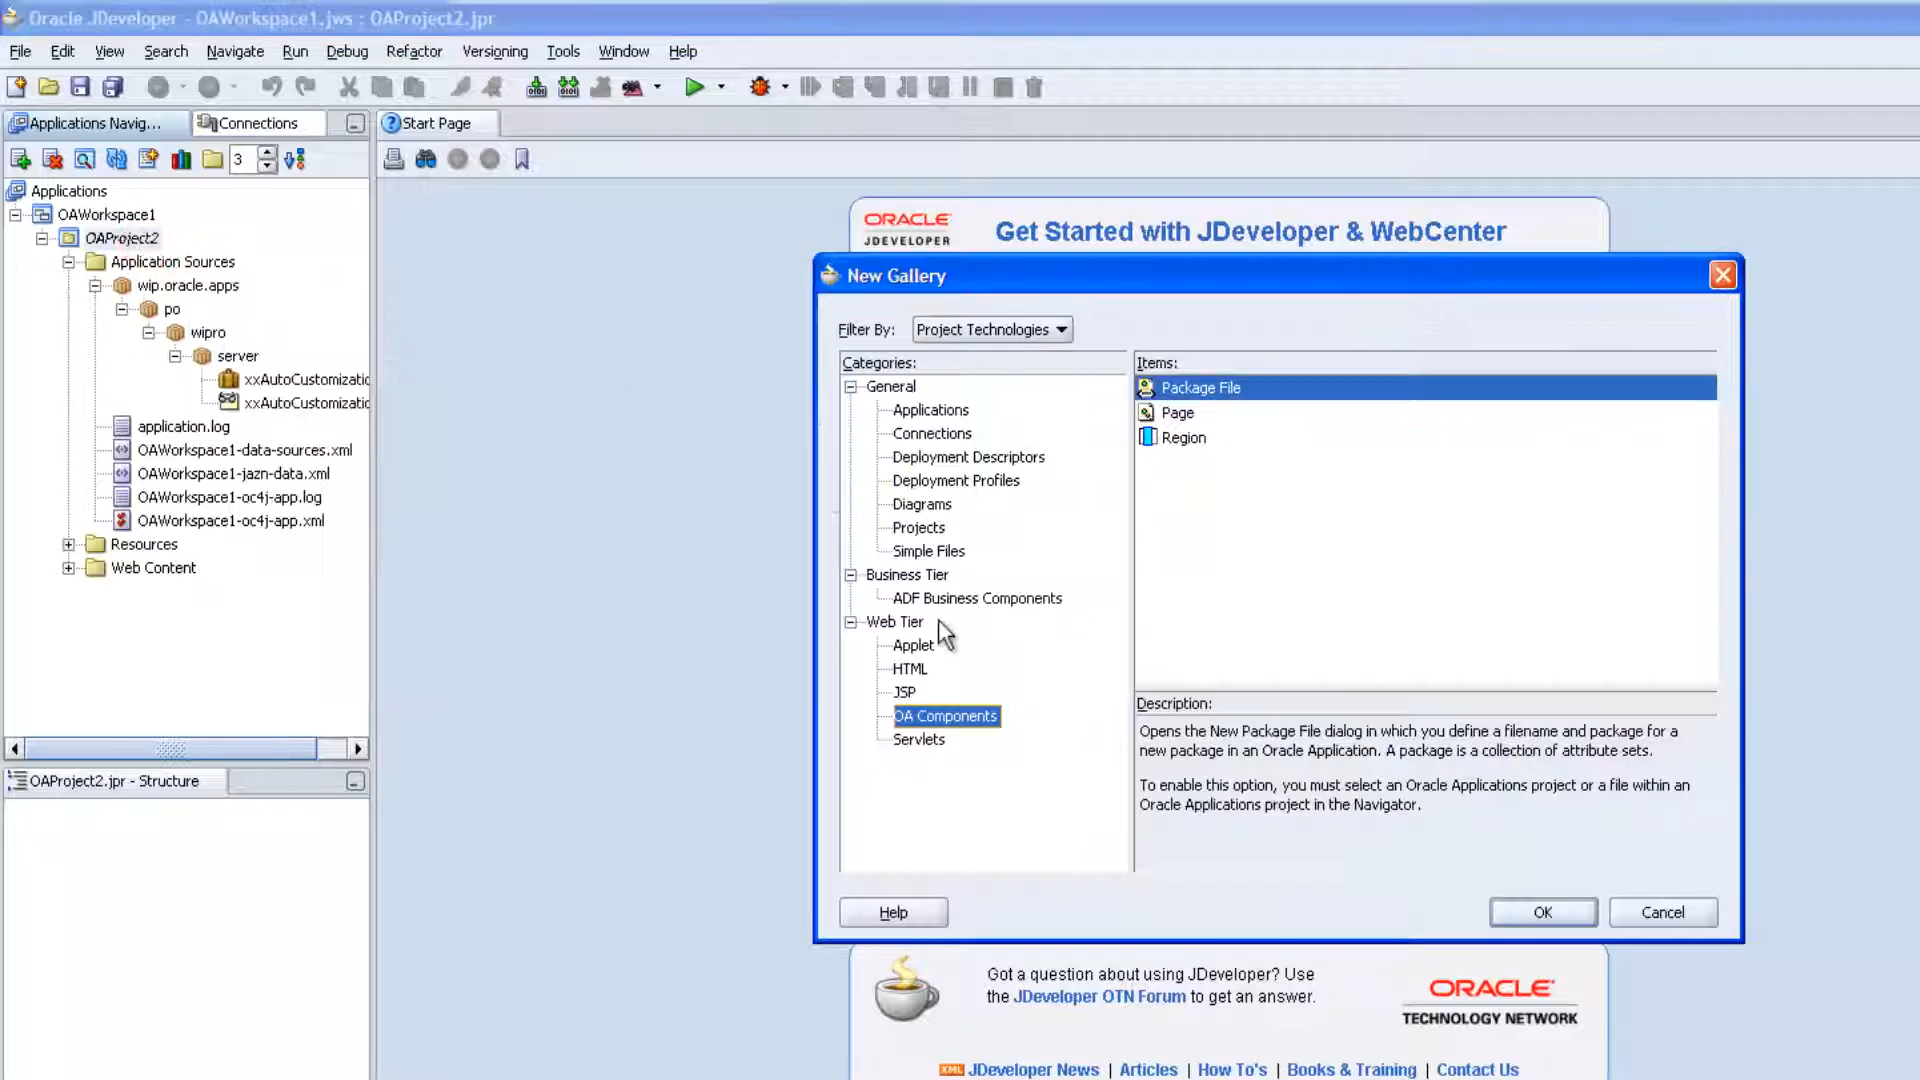 Oracle JDeveloper - OAWorkspace1.jws : OAProject2.jpr
File Edit View Search Navigate Run Debug Refactor Versioning Tools Window Help
Applications Navig... Connections Start Page
3
Applications
OAWorkspace1
OAProject2
Application Sources
wip.oracle.apps
po
wipro
server
xxAutoCustomizatio
xxAutoCustomizatio
application.log
OAWorkspace1-data-sources.xml
OAWorkspace1-jazn-data.xml
OAWorkspace1-oc4j-app.log
OAWorkspace1-oc4j-app.xml
Resources
Web Content
OAProject2.jpr - Structure
ORACLE
JDEVELOPER
Get Started with JDeveloper & WebCenter
New Gallery
Filter By: Project Technologies
Categories:
General
Applications
Connections
Deployment Descriptors
Deployment Profiles
Diagrams
Projects
Simple Files
Business Tier
ADF Business Components
Web Tier
Applet
HTML
JSP
OA Components
Servlets
Items:
Package File
Page
Region
Description:
Opens the New Package File dialog in which you define a filename and package for a
new package in an Oracle Application. A package is a collection of attribute sets.
To enable this option, you must select an Oracle Applications project or a file within an
Oracle Applications project in the Navigator.
Help OK Cancel
Got a question about using JDeveloper? Use
the JDeveloper OTN Forum to get an answer.
ORACLE
TECHNOLOGY NETWORK
XML JDeveloper News | Articles | How To's | Books & Training | Contact Us